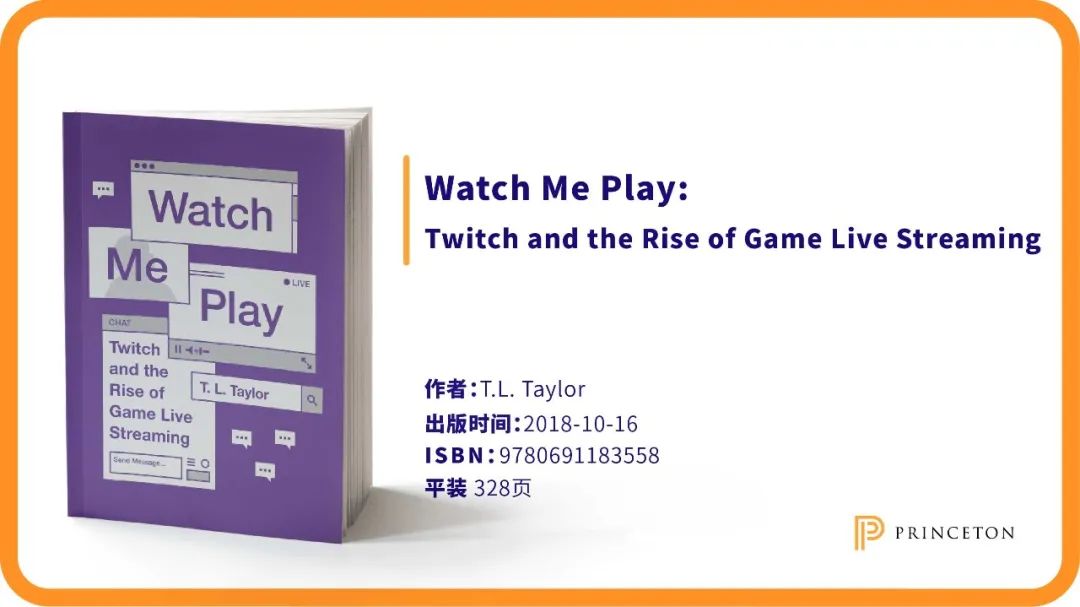 Watch
Me
Play
LIVE
CHAT
Twitch
and the
Rise of
Game Live
Streaming
T. L. Taylor
Send Message...
Watch Me Play:
Twitch and the Rise of Game Live Streaming
作者：T.L. Taylor
出版时间：2018-10-16
ISBN：9780691183558
平装 328页
PRINCETON